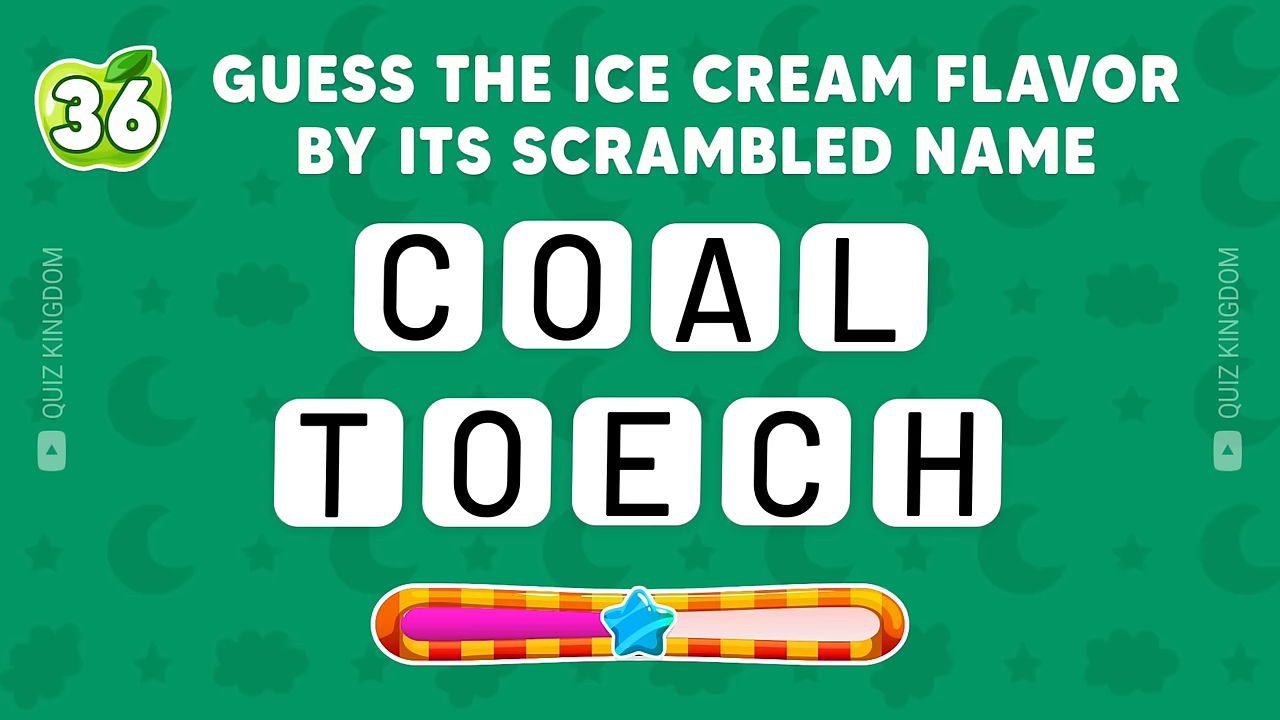 36
GUESS THE ICE CREAM FLAVOR
BY ITS SCRAMBLED NAME
COAL
TOECH
QUIZ KINGDOM
QUIZ KINGDOM